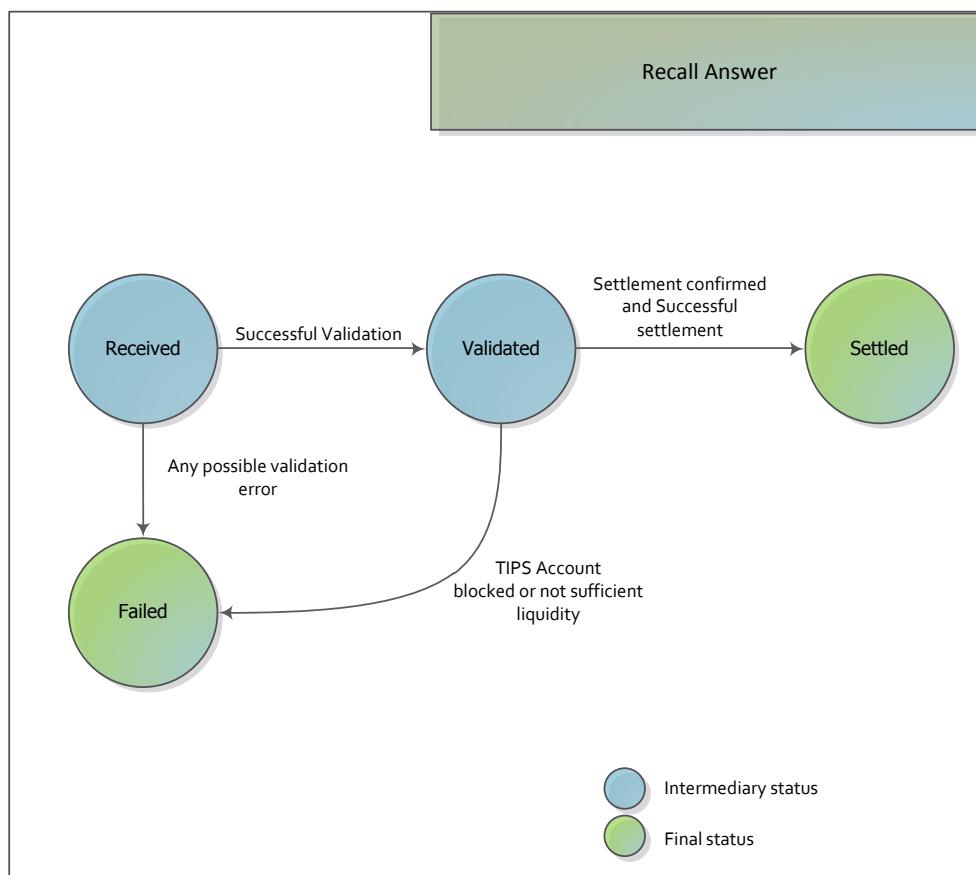 Recall Answer
Settlement confirmed
and Successful
settlement
Received
Successful Validation
Validated
Settled
Any possible validation
error
TIPS Account
blocked or not sufficient
liquidity
Failed
Intermediary status
Final status